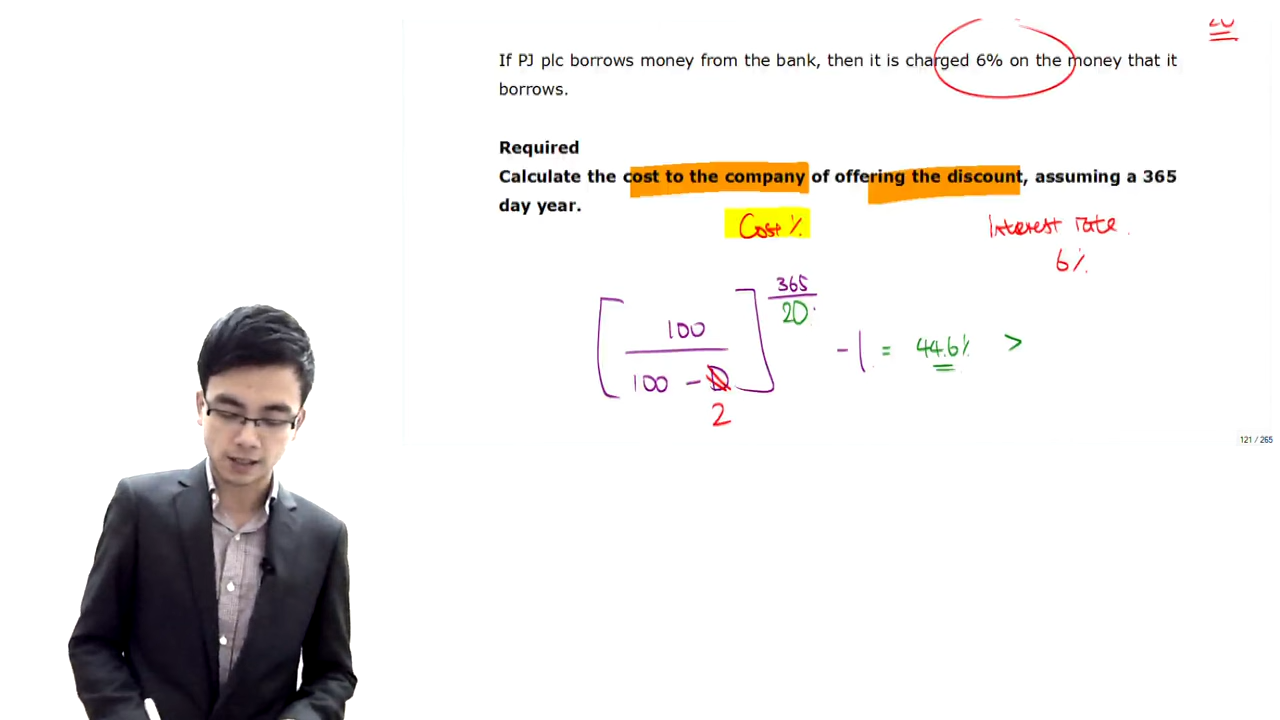 If PJ plc borrows money from the bank, then it is charged 6% on the money that it
borrows.
Required
Calculate the cost to the company of offering the discount, assuming a 365
day year.
Cost %
Interest rate
6%
[ 100 / 100 - D 2 ] 365 / 20 - 1 = 44.6% >
121 / 265